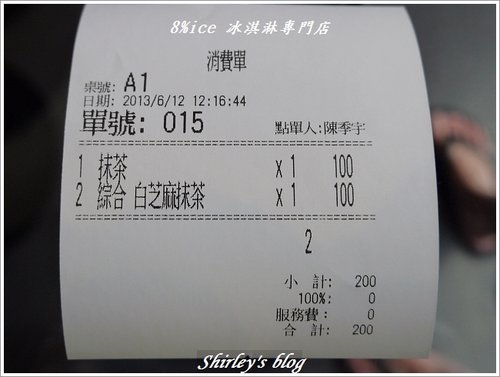 8%ice 冰淇淋專門店
消費單
桌號: A1
日期: 2013/6/12 12:16:44
單號: 015 點單人:陳季宇
1 抹茶 x 1 100
2 綜合 白芝麻抹茶 x 1 100
2
小 計: 200
100%: 0
服務費: 0
合 計: 200
Shirley's blog